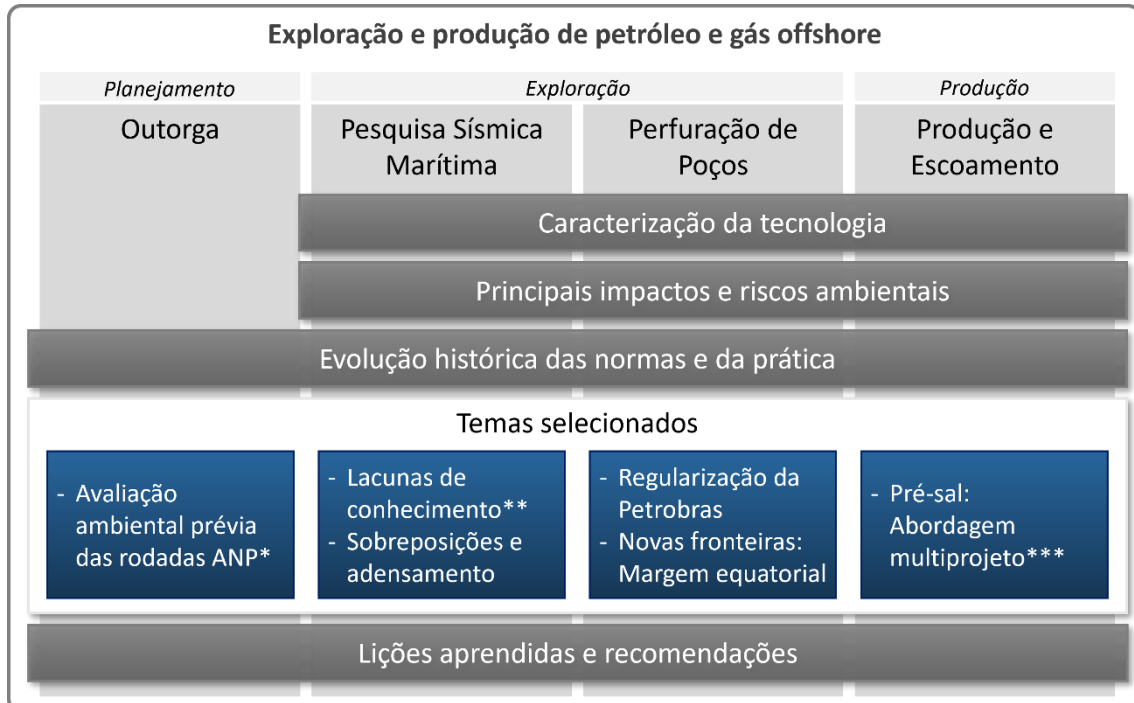 Exploração e produção de petróleo e gás offshore
Planejamento
Exploração
Produção
Outorga
Pesquisa Sísmica
Marítima
Perfuração de
Poços
Produção e
Escoamento
Caracterização da tecnologia
Principais impactos e riscos ambientais
Evolução histórica das normas e da prática
Temas selecionados
- Avaliação
ambiental prévia
das rodadas ANP*
- Lacunas de
conhecimento**
- Sobreposições e
adensamento
- Regularização da
Petrobras
- Novas fronteiras:
Margem equatorial
- Pré-sal:
Abordagem
multiprojeto***
Lições aprendidas e recomendações